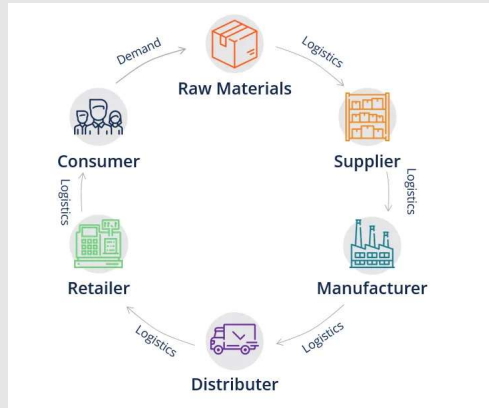 Demand
Logistics
Raw Materials
Consumer
Supplier
Logistics
Logistics
Retailer
Manufacturer
Logistics
Logistics
Distributer